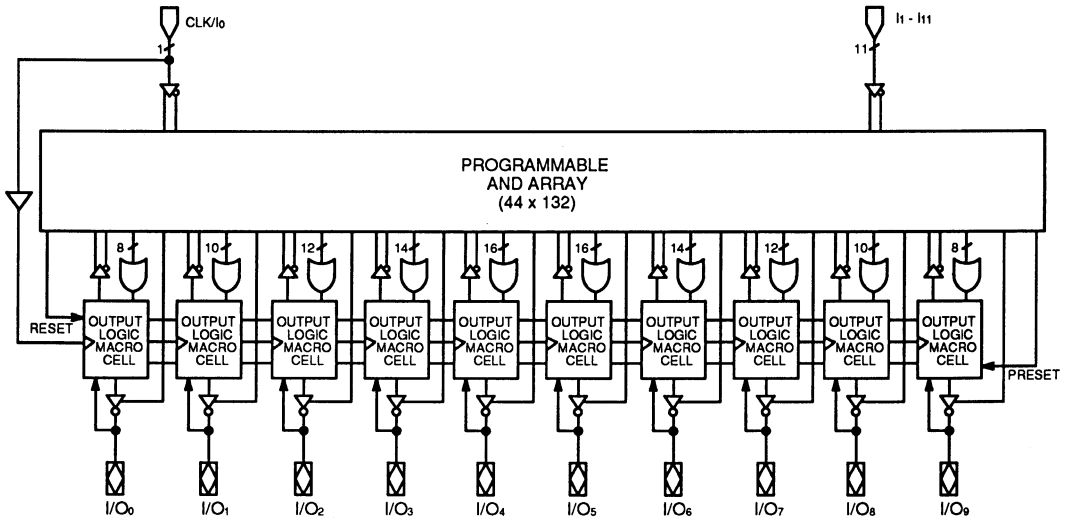 CLK/I0
I1 - I11
1
11
PROGRAMMABLE
AND ARRAY
(44 x 132)
8
10
12
14
16
16
14
12
10
8
RESET
OUTPUT
LOGIC
MACRO
CELL
OUTPUT
LOGIC
MACRO
CELL
OUTPUT
LOGIC
MACRO
CELL
OUTPUT
LOGIC
MACRO
CELL
OUTPUT
LOGIC
MACRO
CELL
OUTPUT
LOGIC
MACRO
CELL
OUTPUT
LOGIC
MACRO
CELL
OUTPUT
LOGIC
MACRO
CELL
OUTPUT
LOGIC
MACRO
CELL
OUTPUT
LOGIC
MACRO
CELL
PRESET
I/O0
I/O1
I/O2
I/O3
I/O4
I/O5
I/O6
I/O7
I/O8
I/O9